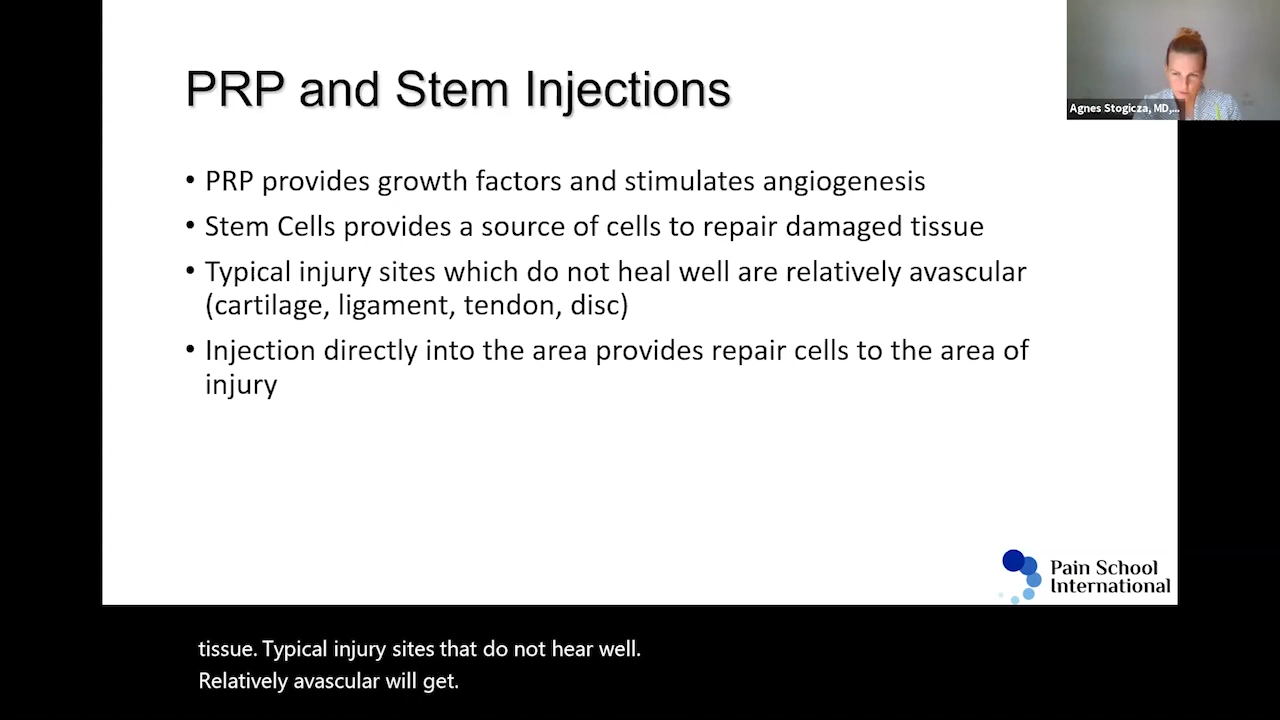 PRP and Stem Injections
Agnes Stogicza, MD,...
• PRP provides growth factors and stimulates angiogenesis
• Stem Cells provides a source of cells to repair damaged tissue
• Typical injury sites which do not heal well are relatively avascular
(cartilage, ligament, tendon, disc)
• Injection directly into the area provides repair cells to the area of
injury
Pain School
International
tissue. Typical injury sites that do not hear well.
Relatively avascular will get.